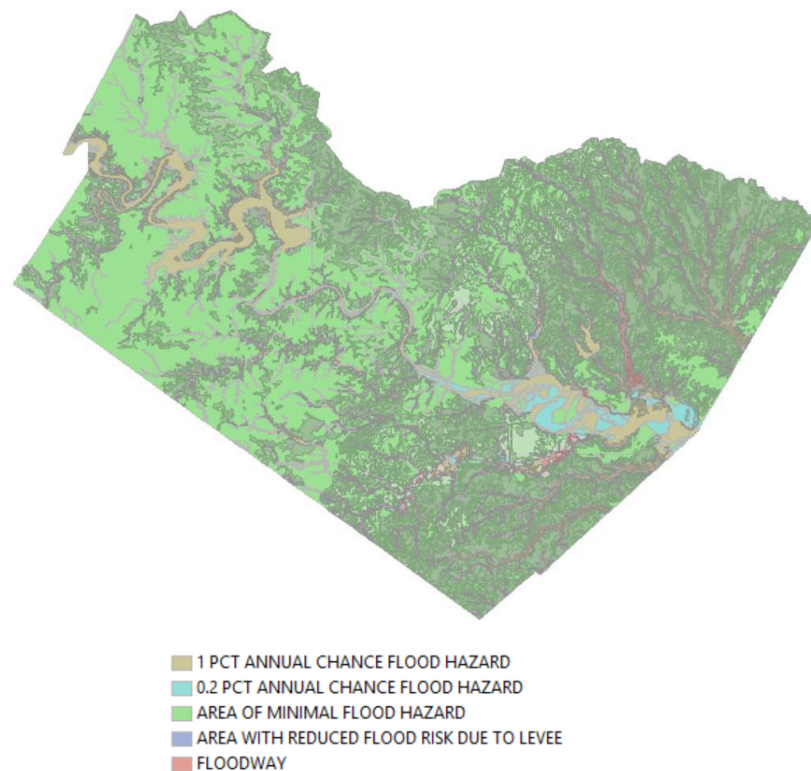 1 PCT ANNUAL CHANCE FLOOD HAZARD
0.2 PCT ANNUAL CHANCE FLOOD HAZARD
AREA OF MINIMAL FLOOD HAZARD
AREA WITH REDUCED FLOOD RISK DUE TO LEVEE
FLOODWAY